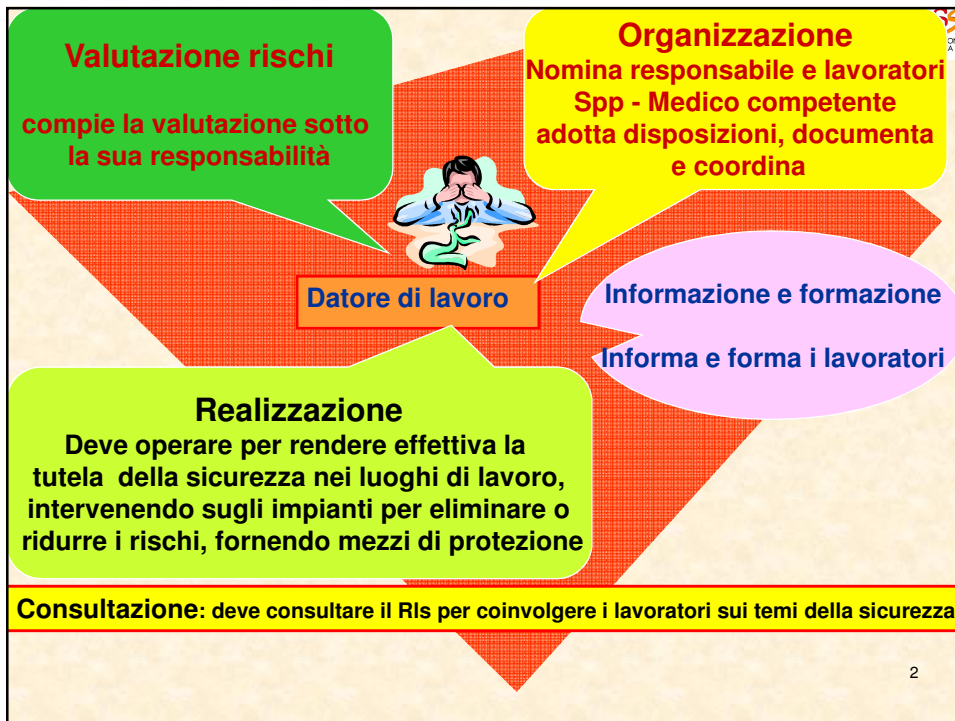 Valutazione rischi
compie la valutazione sotto
la sua responsabilità
Organizzazione
Nomina responsabile e lavoratori
Spp - Medico competente
adotta disposizioni, documenta
e coordina
Datore di lavoro
Informazione e formazione
Informa e forma i lavoratori
Realizzazione
Deve operare per rendere effettiva la
tutela della sicurezza nei luoghi di lavoro,
intervenendo sugli impianti per eliminare o
ridurre i rischi, fornendo mezzi di protezione
Consultazione: deve consultare il Rls per coinvolgere i lavoratori sui temi della sicurezza
2